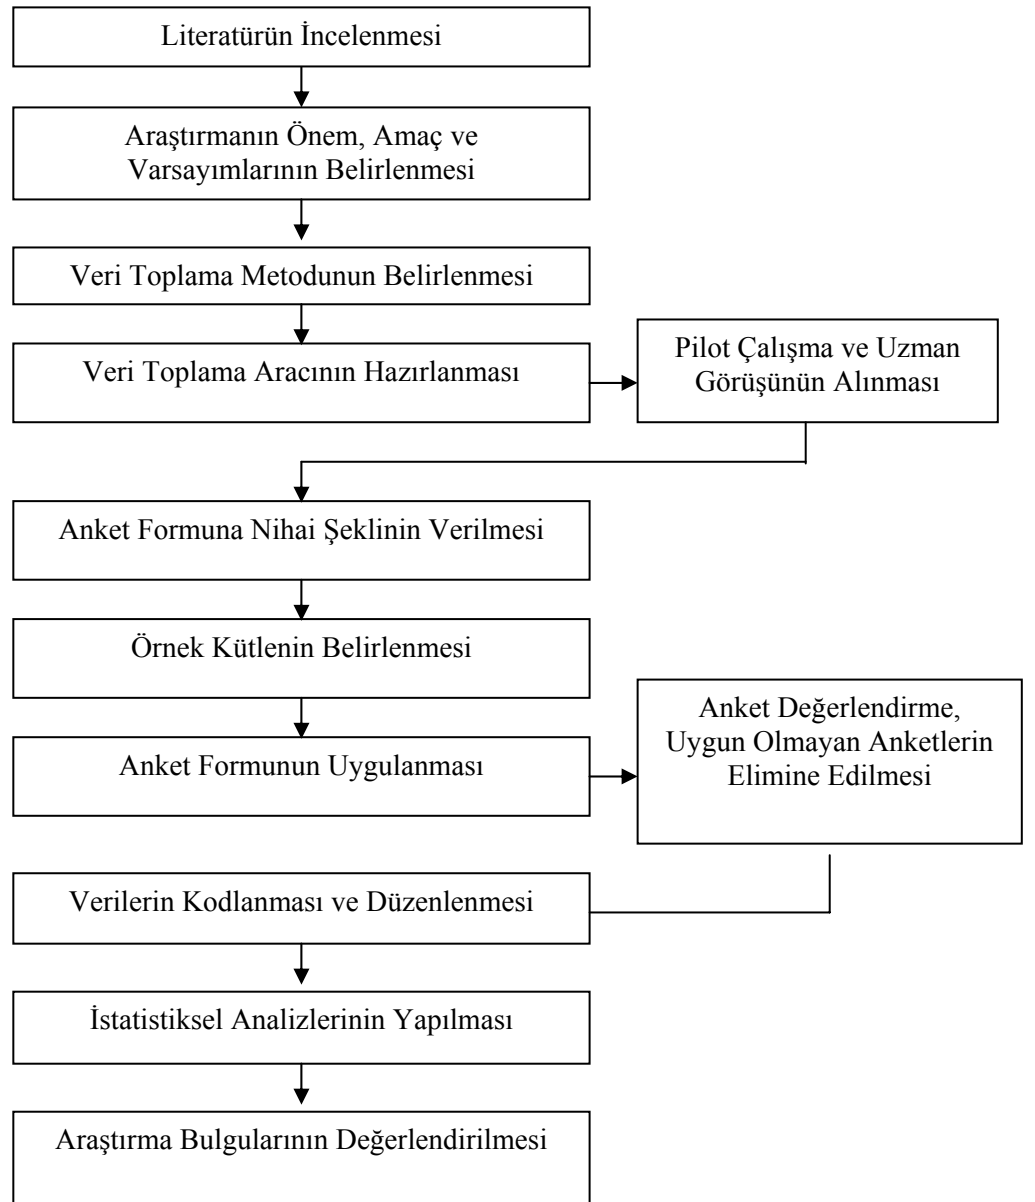 Literatürün İncelenmesi
Araştırmanın Önem, Amaç ve
Varsayımlarının Belirlenmesi
Veri Toplama Metodunun Belirlenmesi
Veri Toplama Aracının Hazırlanması
Pilot Çalışma ve Uzman
Görüşünün Alınması
Anket Formuna Nihai Şeklinin Verilmesi
Örnek Kütlenin Belirlenmesi
Anket Formunun Uygulanması
Anket Değerlendirme,
Uygun Olmayan Anketlerin
Elimine Edilmesi
Verilerin Kodlanması ve Düzenlenmesi
İstatistiksel Analizlerinin Yapılması
Araştırma Bulgularının Değerlendirilmesi